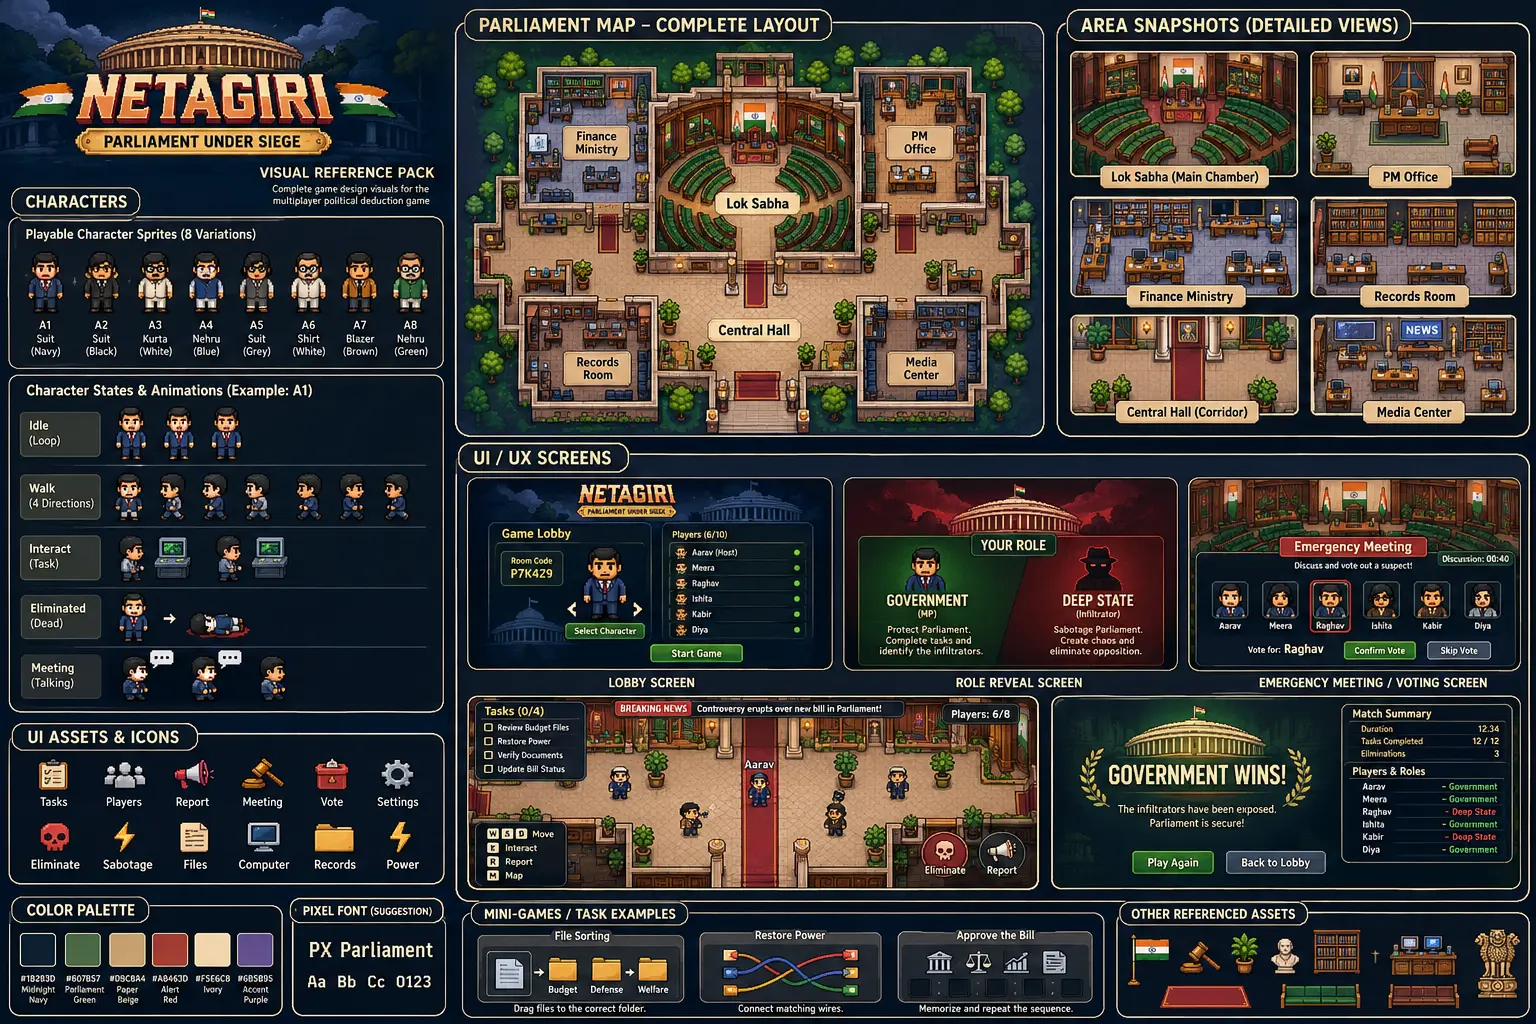 NETAGIRI
PARLIAMENT UNDER SIEGE
VISUAL REFERENCE PACK
Complete game design visuals for the
multiplayer political deduction game
CHARACTERS
Playable Character Sprites (8 Variations)
A1
Suit
(Navy)
A2
Suit
(Black)
A3
Kurta
(White)
A4
Nehru
(Blue)
A5
Suit
(Grey)
A6
Shirt
(White)
A7
Blazer
(Brown)
A8
Nehru
(Green)
Character States & Animations (Example: A1)
Idle
(Loop)
Walk
(4 Directions)
Interact
(Task)
Eliminated
(Dead)
Meeting
(Talking)
UI ASSETS & ICONS
Tasks
Players
Report
Meeting
Vote
Settings
Eliminate
Sabotage
Files
Computer
Records
Power
COLOR PALETTE
#1B2B3D
Midnight
Navy
#607B57
Parliament
Green
#D9C8A4
Paper
Beige
#A8463D
Alert
Red
#F5E6C8
Ivory
#6B5B95
Accent
Purple
PIXEL FONT (SUGGESTION)
PX Parliament
Aa Bb Cc 0123
PARLIAMENT MAP – COMPLETE LAYOUT
Finance
Ministry
PM
Office
Lok Sabha
Central Hall
Records
Room
Media
Center
AREA SNAPSHOTS (DETAILED VIEWS)
Lok Sabha (Main Chamber)
PM Office
Finance Ministry
Records Room
NEWS
Central Hall (Corridor)
Media Center
UI / UX SCREENS
NETAGIRI
PARLIAMENT UNDER SIEGE
Game Lobby
Room Code
P7K429
Select Character
Players (6/10)
Aarav (Host)
Meera
Raghav
Ishita
Kabir
Diya
Start Game
LOBBY SCREEN
YOUR ROLE
GOVERNMENT
(MP)
Protect Parliament.
Complete tasks and
identify the infiltrators.
DEEP STATE
(Infiltrator)
Sabotage Parliament.
Create chaos and
eliminate opposition.
ROLE REVEAL SCREEN
Emergency Meeting
Discuss and vote out a suspect!
Discussion: 00:40
Aarav
Meera
Raghav
Ishita
Kabir
Diya
Vote for: Raghav
Confirm Vote
Skip Vote
EMERGENCY MEETING / VOTING SCREEN
Tasks (0/4)
Review Budget Files
Restore Power
Verify Documents
Update Bill Status
BREAKING NEWS Controversy erupts over new bill in Parliament!
Players: 6/8
Aarav
W S D Move
E Interact
R Report
M Map
Eliminate
Report
GOVERNMENT WINS!
The infiltrators have been exposed.
Parliament is secure!
Play Again
Back to Lobby
Match Summary
Duration 12:34
Tasks Completed 12 / 12
Eliminations 3
Players & Roles
Aarav - Government
Meera - Government
Raghav - Deep State
Ishita - Government
Kabir - Deep State
Diya - Government
MINI-GAMES / TASK EXAMPLES
File Sorting
Budget
Defense
Welfare
Drag files to the correct folder.
Restore Power
Connect matching wires.
Approve the Bill
Memorize and repeat the sequence.
OTHER REFERENCED ASSETS